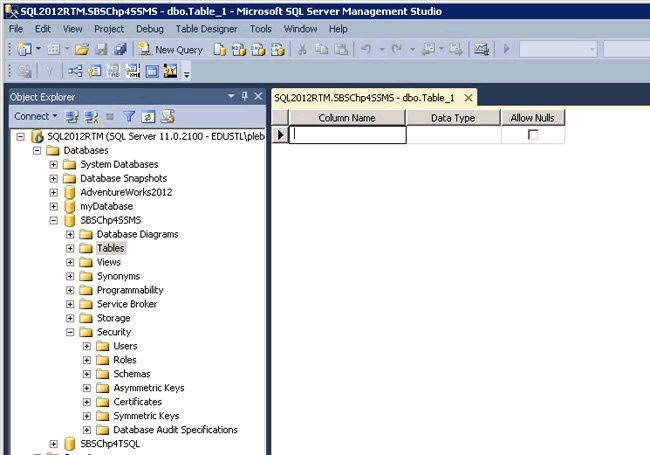 SQL2012RTM.SBSChp4SSMS - dbo.Table_1 - Microsoft SQL Server Management Studio
File Edit View Project Debug Table Designer Tools Window Help
New Query
Object Explorer
Connect
SQL2012RTM (SQL Server 11.0.2100 - EDUSTL\pleb
Databases
System Databases
Database Snapshots
AdventureWorks2012
myDatabase
SBSChp4SSMS
Database Diagrams
Tables
Views
Synonyms
Programmability
Service Broker
Storage
Security
Users
Roles
Schemas
Asymmetric Keys
Certificates
Symmetric Keys
Database Audit Specifications
SBSChp4TSQL
SQL2012RTM.SBSChp4SSMS - dbo.Table_1
Column Name Data Type Allow Nulls